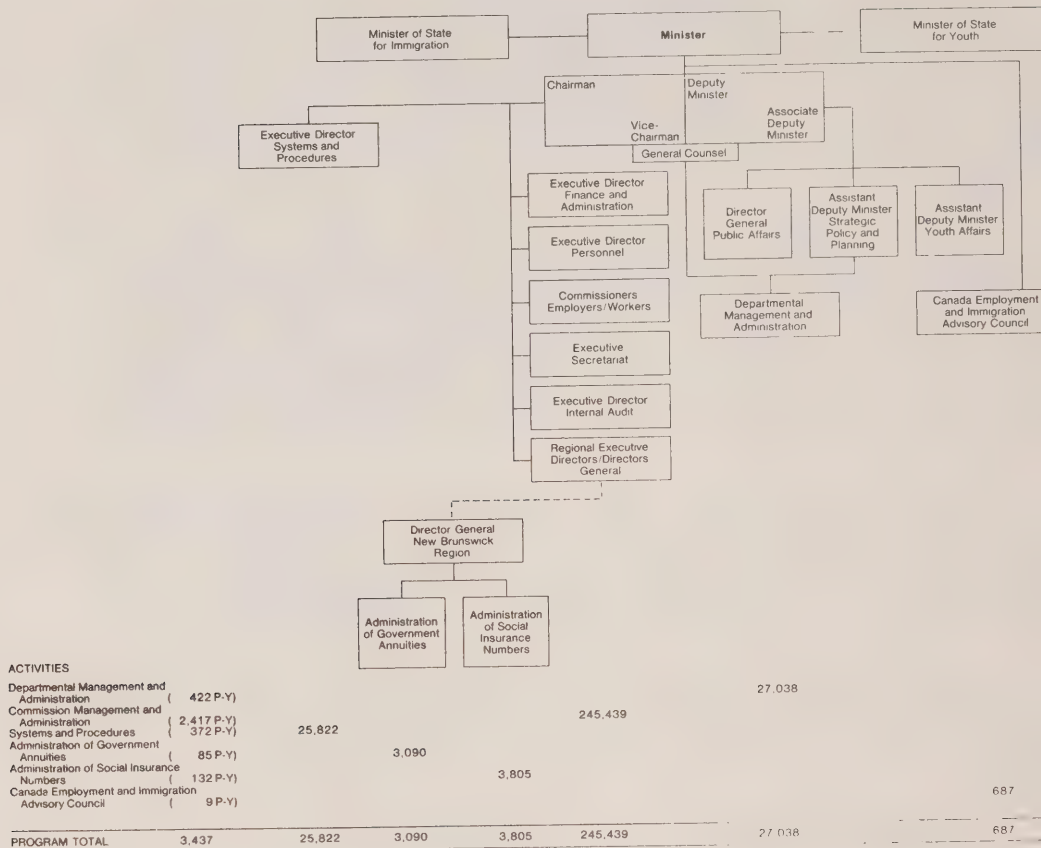 Minister of State
for Immigration
Minister
Minister of State
for Youth
Chairman
Deputy
Minister
Vice-
Chairman
Associate
Deputy
Minister
General Counsel
Executive Director
Systems and
Procedures
Executive Director
Finance and
Administration
Executive Director
Personnel
Commissioners
Employers/Workers
Executive
Secretariat
Executive Director
Internal Audit
Regional Executive
Directors/Directors
General
Director
General
Public Affairs
Assistant
Deputy Minister
Strategic
Policy and
Planning
Assistant
Deputy Minister
Youth Affairs
Departmental
Management and
Administration
Canada Employment
and Immigration
Advisory Council
Director General
New Brunswick
Region
Administration
of Government
Annuities
Administration
of Social
Insurance
Numbers
ACTIVITIES
Departmental Management and
Administration ( 422 P-Y) 27,038
Commission Management and
Administration ( 2,417 P-Y) 245,439
Systems and Procedures ( 372 P-Y) 25,822
Administration of Government
Annuities ( 85 P-Y) 3,090
Administration of Social Insurance
Numbers ( 132 P-Y) 3,805
Canada Employment and Immigration
Advisory Council ( 9 P-Y) 687
PROGRAM TOTAL 3,437 25,822 3,090 3,805 245,439 27,038 687